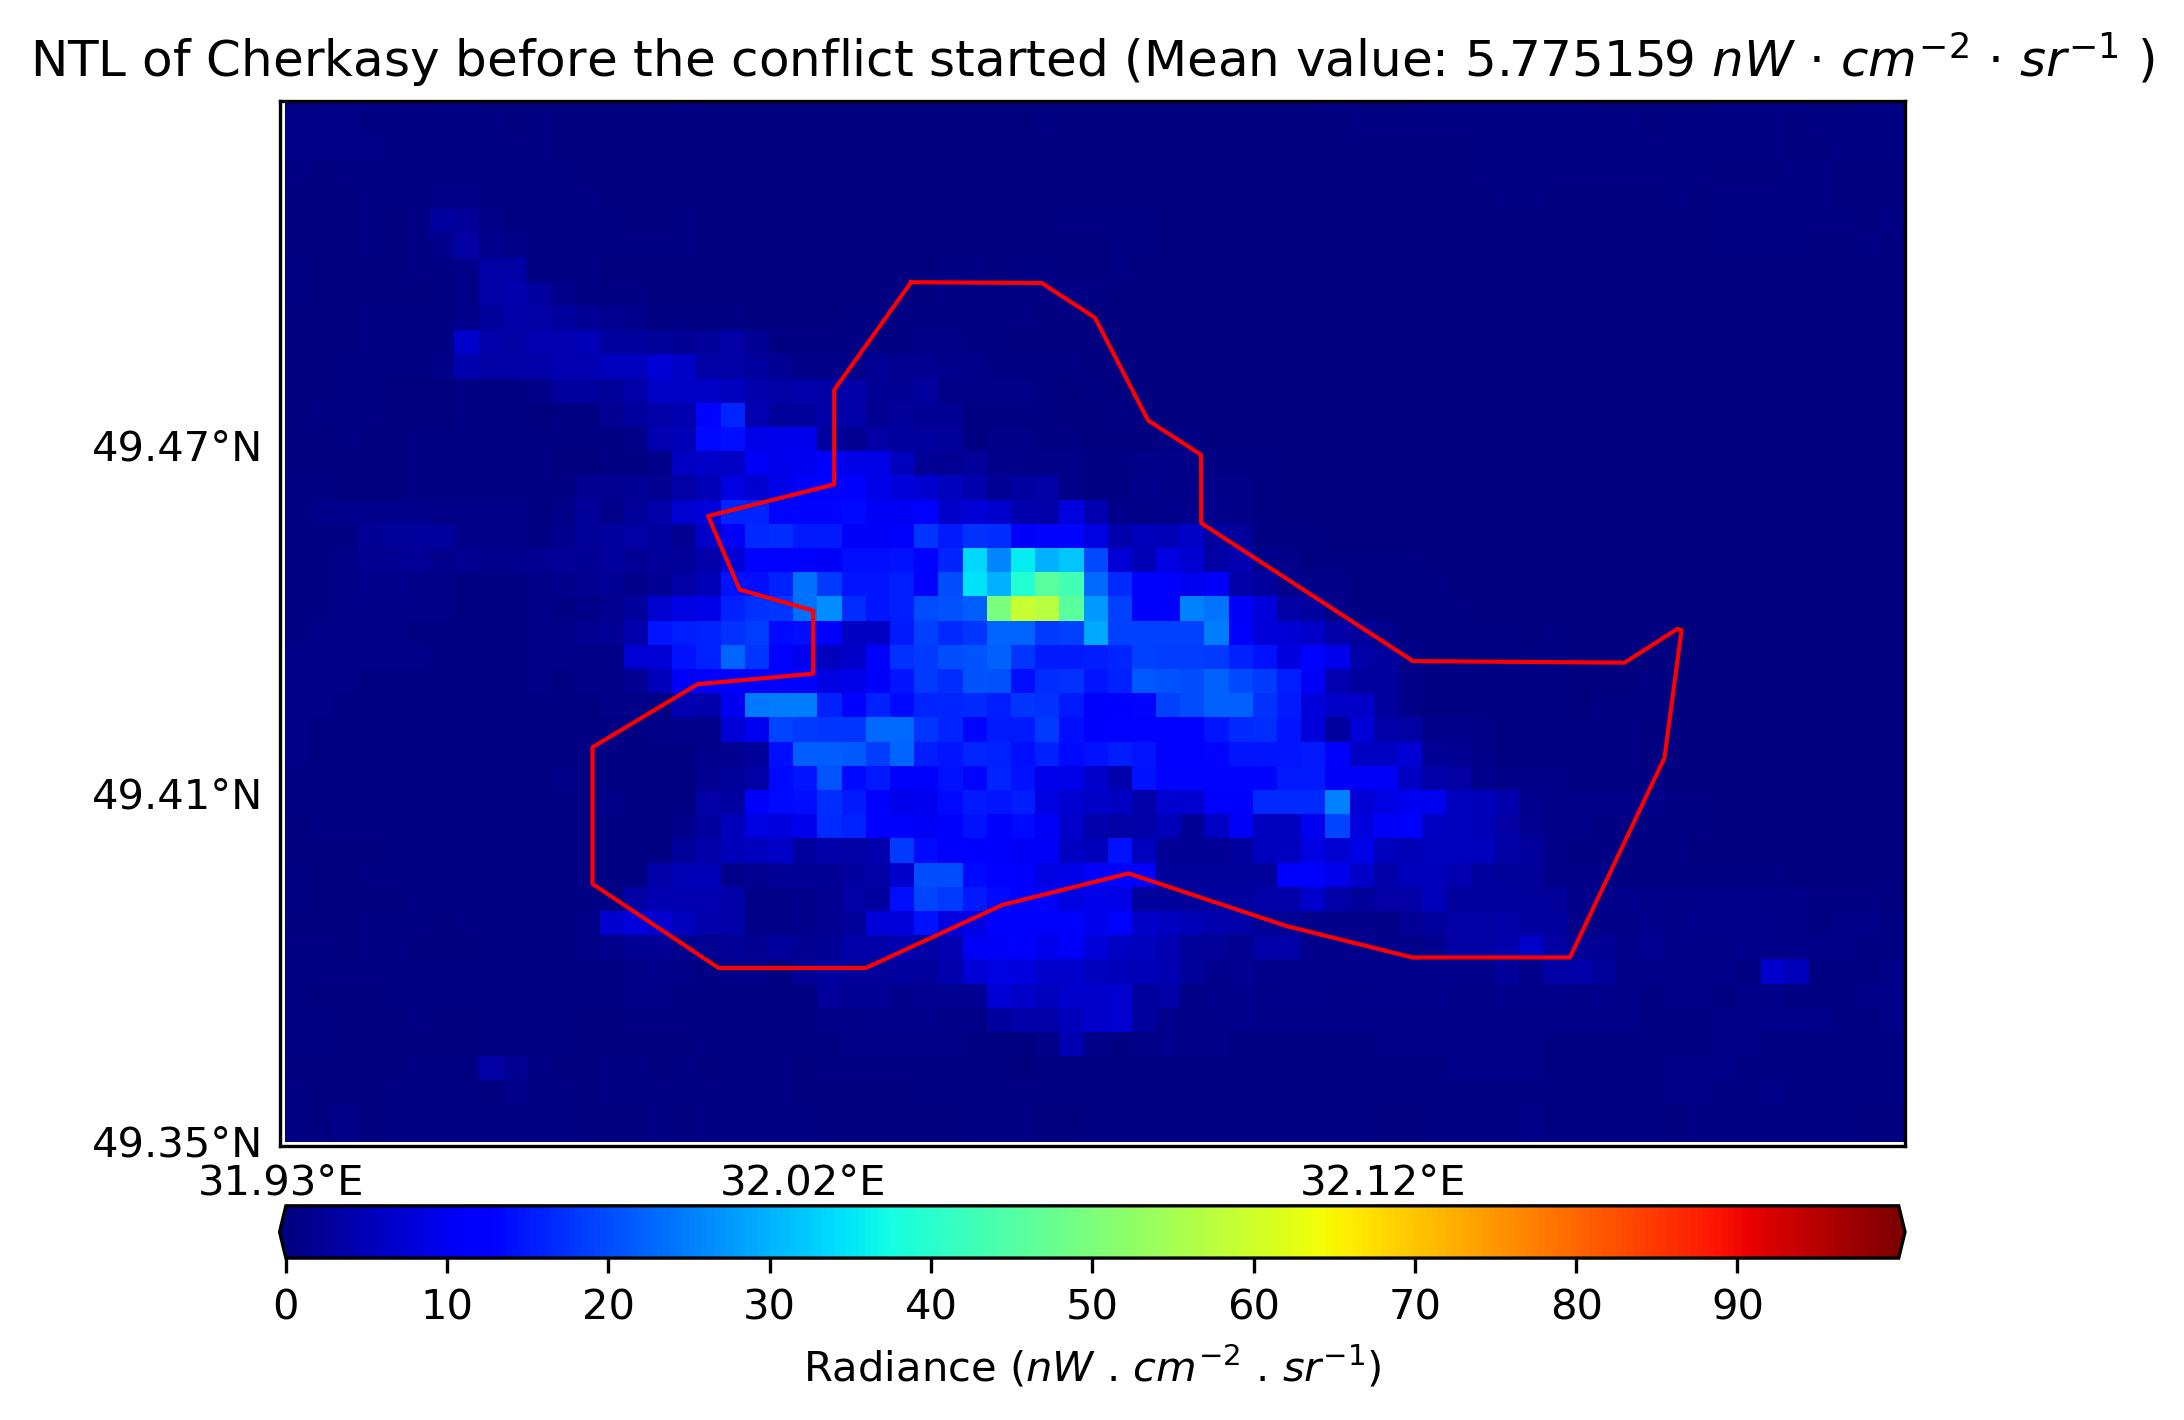 NTL of Cherkasy before the conflict started (Mean value: 5.775159 nW · cm⁻² · sr⁻¹ )
49.47°N
49.41°N
49.35°N
31.93°E 32.02°E 32.12°E
0 10 20 30 40 50 60 70 80 90
Radiance (nW . cm⁻² . sr⁻¹)